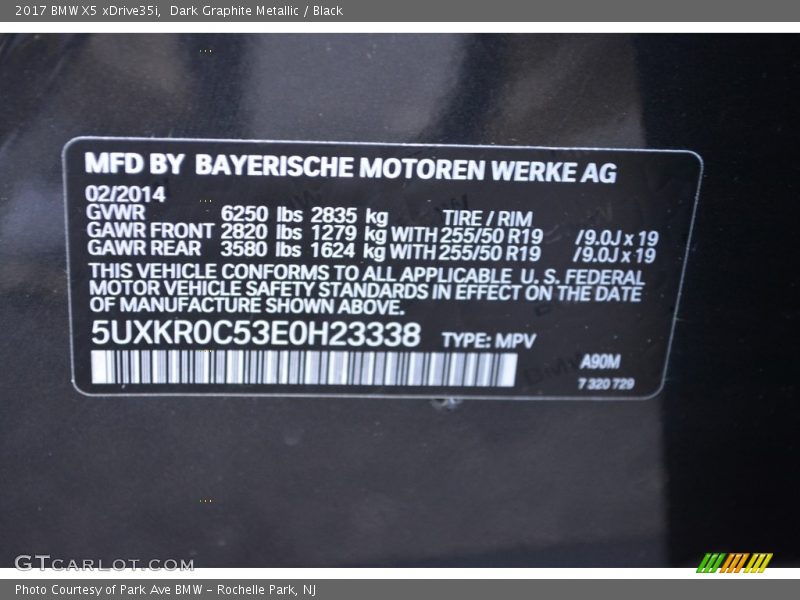 2017 BMW X5 xDrive35i, Dark Graphite Metallic / Black
MFD BY BAYERISCHE MOTOREN WERKE AG
02/2014
GVWR 6250 lbs 2835 kg TIRE / RIM
GAWR FRONT 2820 lbs 1279 kg WITH 255/50 R19 /9.0J x 19
GAWR REAR 3580 lbs 1624 kg WITH 255/50 R19 /9.0J x 19
THIS VEHICLE CONFORMS TO ALL APPLICABLE U.S. FEDERAL
MOTOR VEHICLE SAFETY STANDARDS IN EFFECT ON THE DATE
OF MANUFACTURE SHOWN ABOVE.
5UXKR0C53E0H23338 TYPE: MPV
A90M
7 320 729
GTCARLOT.COM
Photo Courtesy of Park Ave BMW - Rochelle Park, NJ